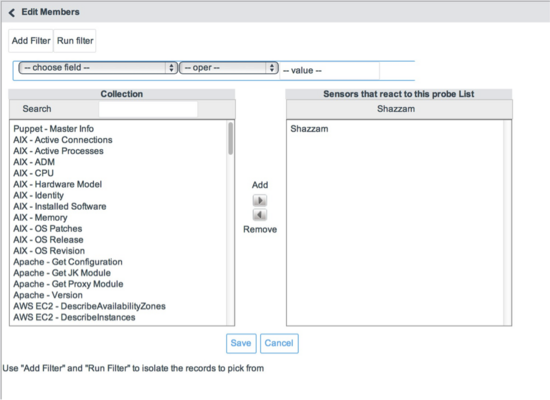 Edit Members
Add Filter Run filter
-- choose field -- -- oper -- -- value --
Collection
Search
Puppet - Master Info
AIX - Active Connections
AIX - Active Processes
AIX - ADM
AIX - CPU
AIX - Hardware Model
AIX - Identity
AIX - Installed Software
AIX - Memory
AIX - OS Patches
AIX - OS Release
AIX - OS Revision
Apache - Get Configuration
Apache - Get JK Module
Apache - Get Proxy Module
Apache - Version
AWS EC2 - DescribeAvailabilityZones
AWS EC2 - DescribeInstances
Add
Remove
Sensors that react to this probe List
Shazzam
Shazzam
Save Cancel
Use "Add Filter" and "Run Filter" to isolate the records to pick from